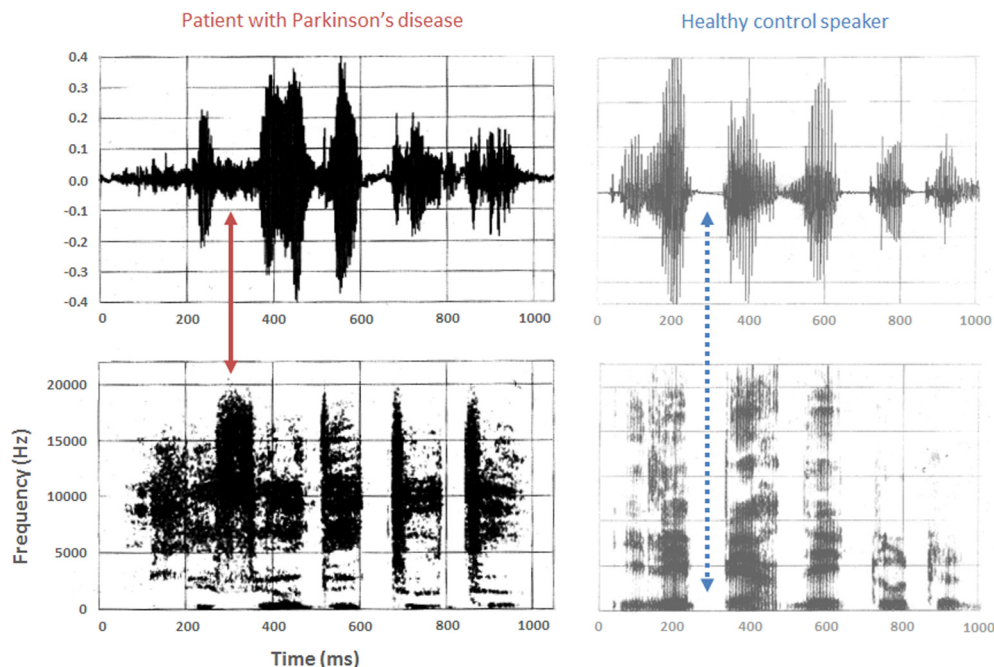 Patient with Parkinson's disease
Healthy control speaker
0.4
0.3
0.2
0.1
0.0
-0.1
-0.2
-0.3
0.4
0 200 400 600 800 1000
0 200 400 600 800 1000
Frequency (Hz)
20000
15000
10000
5000
0
0 200 400 600 800 1000
0 200 400 600 800 1000
Time (ms)